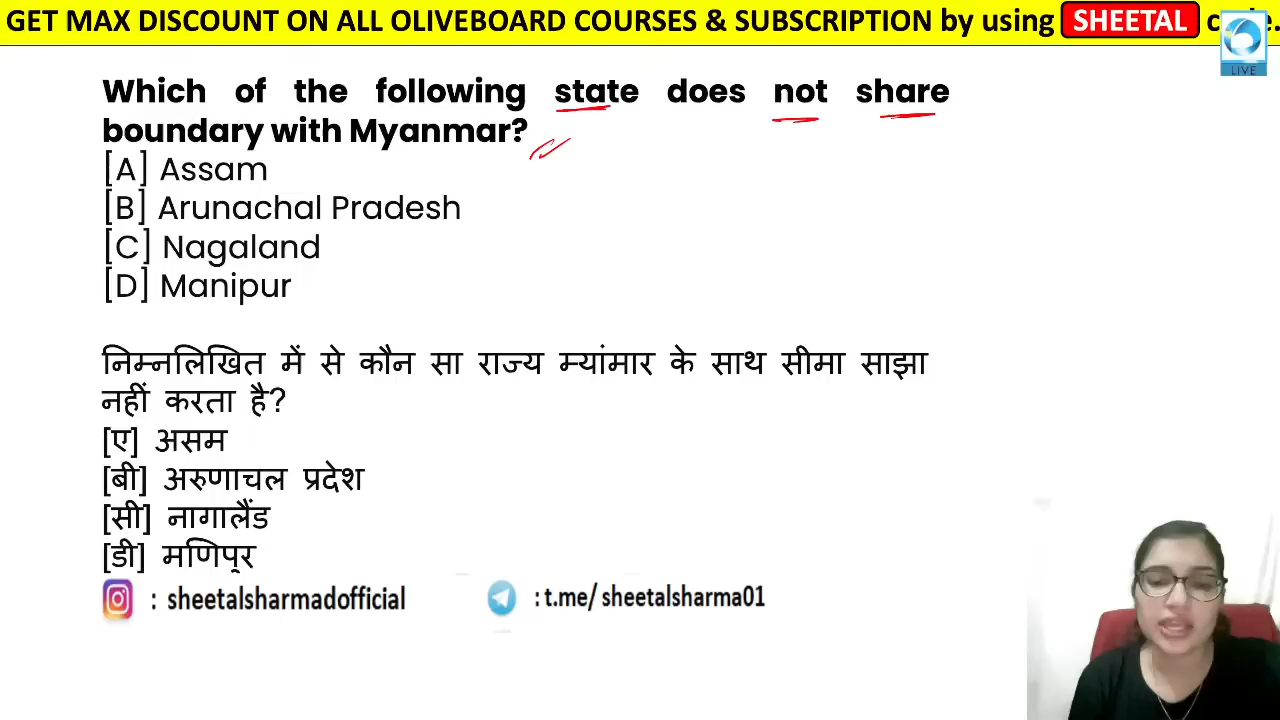 GET MAX DISCOUNT ON ALL OLIVEBOARD COURSES & SUBSCRIPTION by using SHEETAL
LIVE
Which of the following state does not share
boundary with Myanmar?
[A] Assam
[B] Arunachal Pradesh
[C] Nagaland
[D] Manipur
निम्नलिखित में से कौन सा राज्य म्यांमार के साथ सीमा साझा
नहीं करता है?
[ए] असम
[बी] अरुणाचल प्रदेश
[सी] नागालैंड
[डी] मणिपुर
: sheetalsharmadofficial
: t.me/ sheetalsharma01